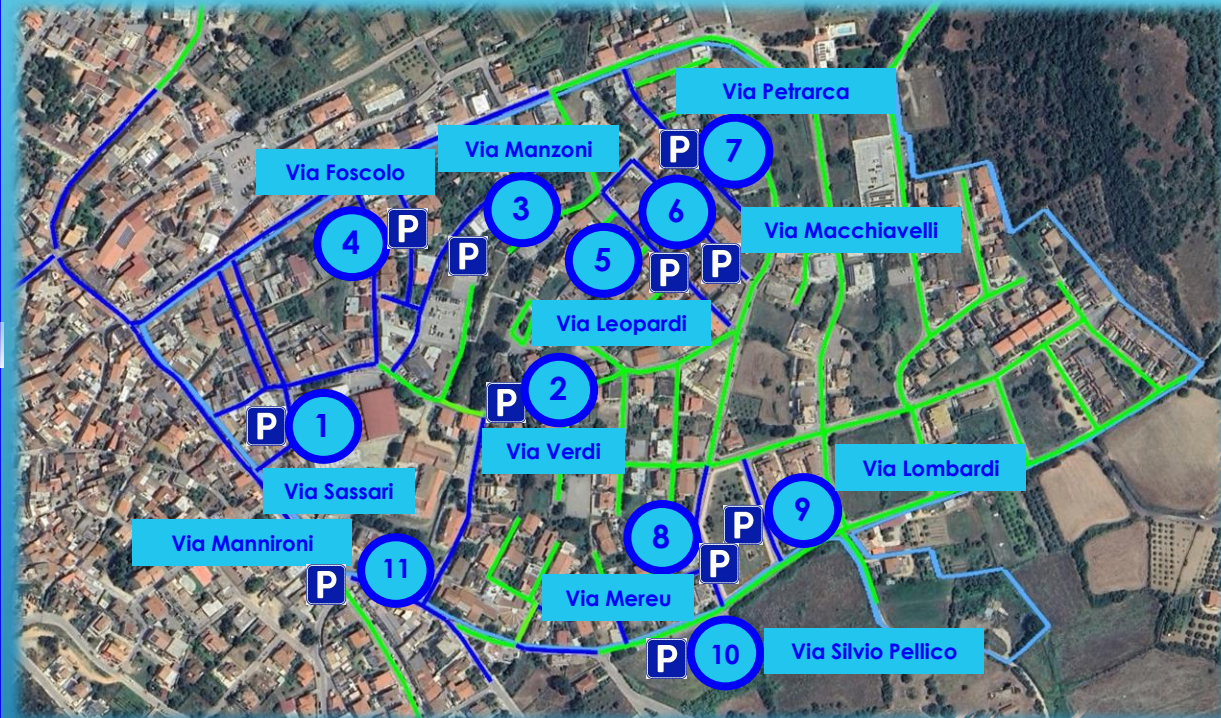 Via Petrarca
P
7
Via Manzoni
Via Foscolo
3
6
P
4
Via Macchiavelli
P
5
P
P
Via Leopardi
P
2
P
1
Via Verdi
Via Lombardi
Via Sassari
9
P
8
Via Mannironi
P
11
P
Via Mereu
P
10
Via Silvio Pellico